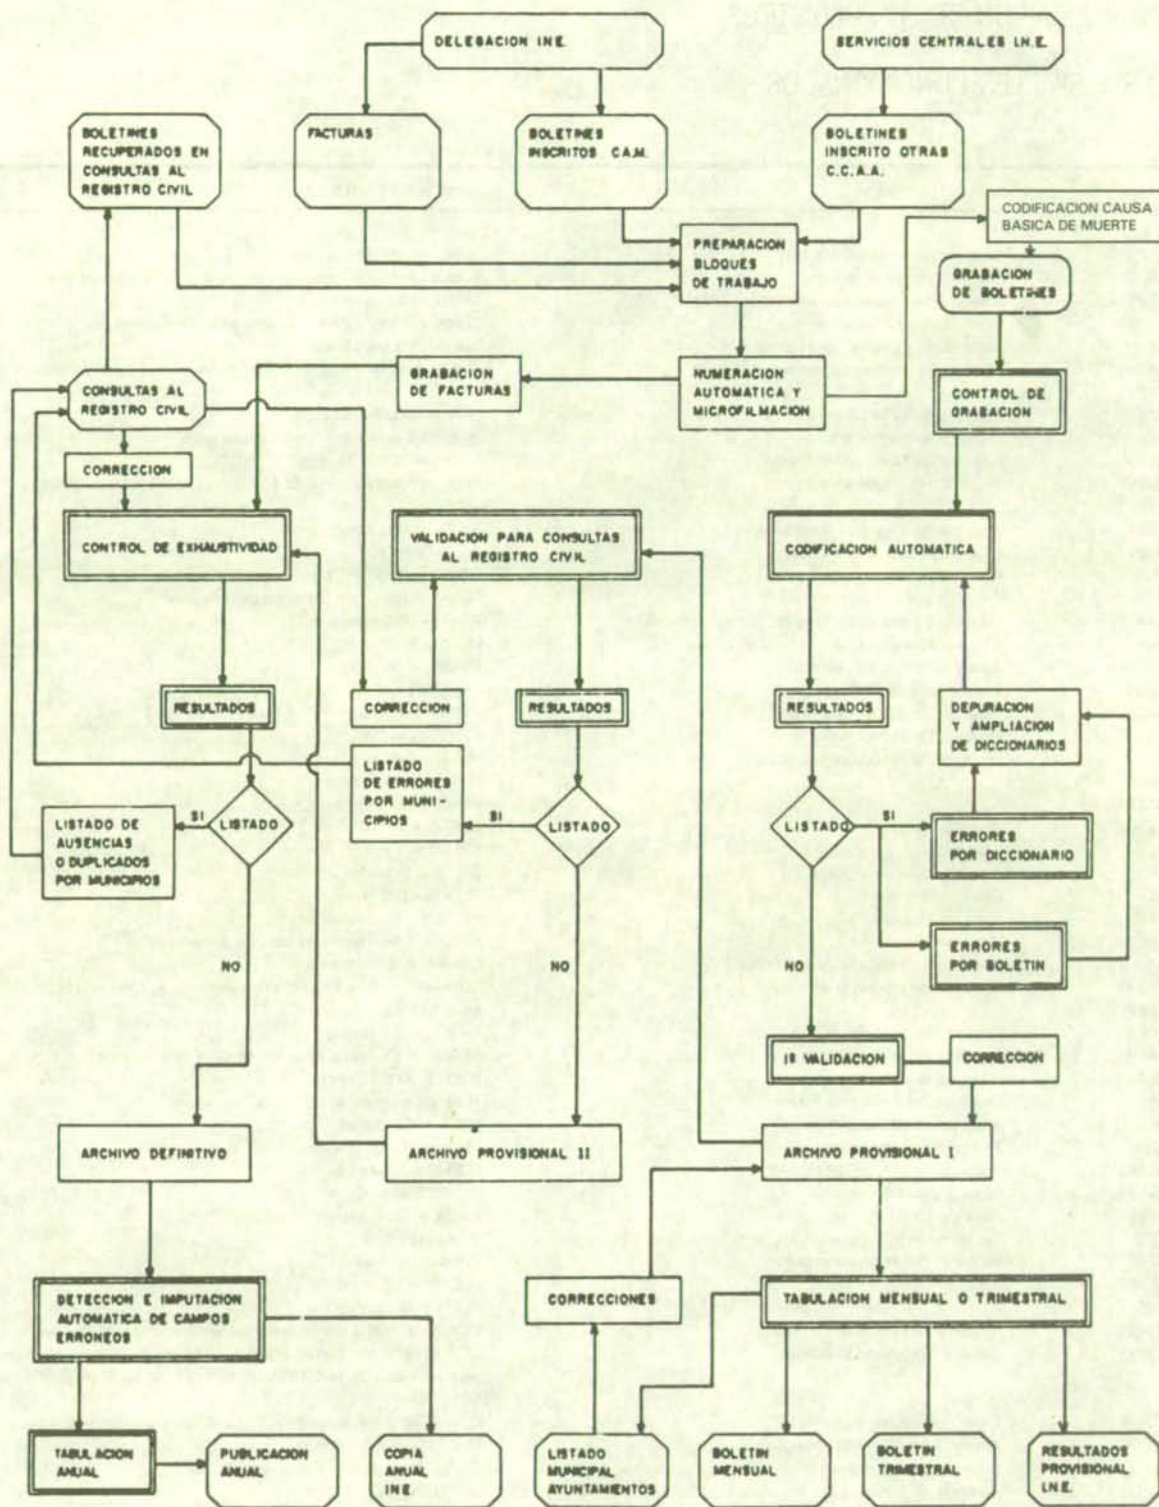 DELEGACION I.N.E.
SERVICIOS CENTRALES I.N.E.
BOLETINES
RECUPERADOS EN
CONSULTAS AL
REGISTRO CIVIL
FACTURAS
BOLETINES
INSCRITOS C.A.M.
BOLETINES
INSCRITO OTRAS
C.C.A.A.
CODIFICACION CAUSA
BASICA DE MUERTE
PREPARACION
BLOQUES
DE TRABAJO
GRABACION
DE BOLETINES
CONSULTAS AL
REGISTRO CIVIL
GRABACION
DE FACTURAS
NUMERACION
AUTOMATICA Y
MICROFILMACION
CONTROL DE
GRABACION
CORRECCION
CONTROL DE EXHAUSTIVIDAD
VALIDACION PARA CONSULTAS
AL REGISTRO CIVIL
CODIFICACION AUTOMATICA
RESULTADOS
CORRECCION
RESULTADOS
RESULTADOS
DEPURACION
Y AMPLIACION
DE DICCIONARIOS
LISTADO
DE ERRORES
POR MUNI-
CIPIOS
LISTADO DE
AUSENCIAS
O DUPLICADOS
POR MUNICIPIOS
SI
LISTADO
SI
LISTADO
LISTADO
SI
ERRORES
POR DICCIONARIO
ERRORES
POR BOLETIN
NO
NO
NO
1ª VALIDACION
CORRECCION
ARCHIVO DEFINITIVO
ARCHIVO PROVISIONAL II
ARCHIVO PROVISIONAL I
DETECCION E IMPUTACION
AUTOMATICA DE CAMPOS
ERRONEOS
CORRECCIONES
TABULACION MENSUAL O TRIMESTRAL
TABULACION
ANUAL
PUBLICACION
ANUAL
COPIA
ANUAL
INE.
LISTADO
MUNICIPAL
AYUNTAMIENTOS
BOLETIN
MENSUAL
BOLETIN
TRIMESTRAL
RESULTADOS
PROVISIONAL
I.N.E.